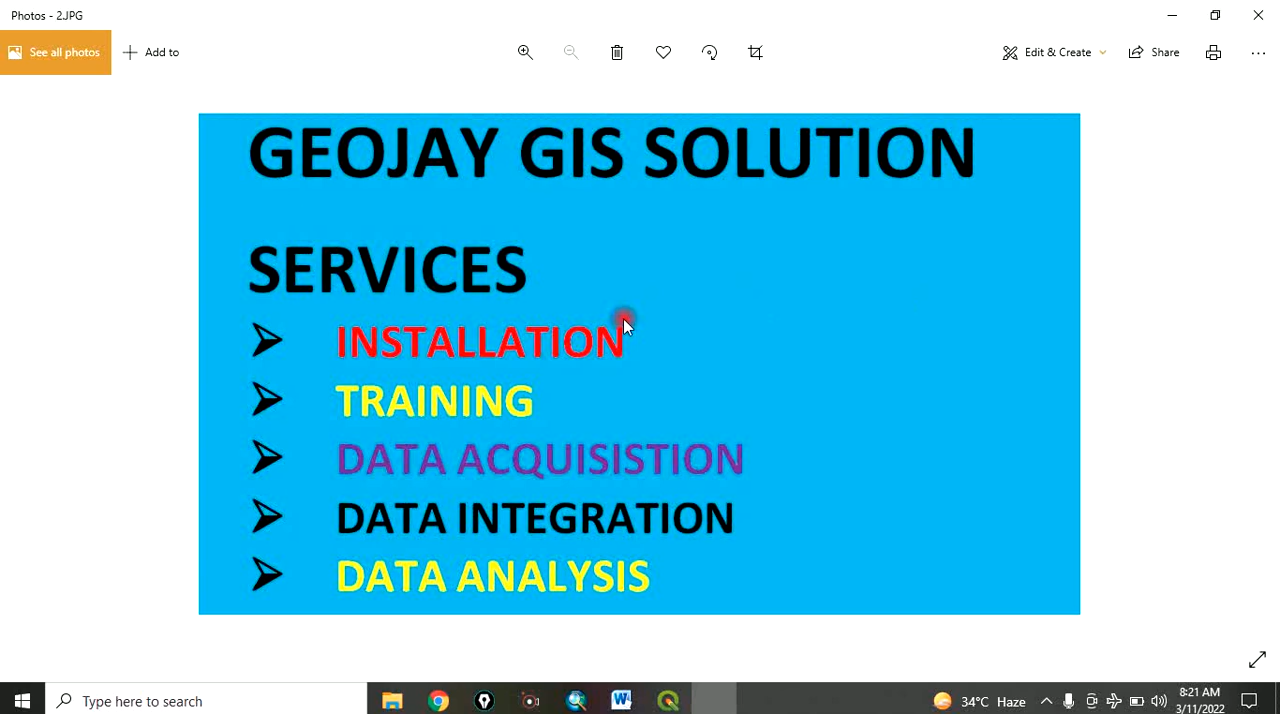 Photos - 2.JPG
See all photos
Add to
Edit & Create
Share
GEOJAY GIS SOLUTION
SERVICES
➢ INSTALLATION
➢ TRAINING
➢ DATA ACQUISISTION
➢ DATA INTEGRATION
➢ DATA ANALYSIS
Type here to search
34°C Haze
8:21 AM
3/11/2022